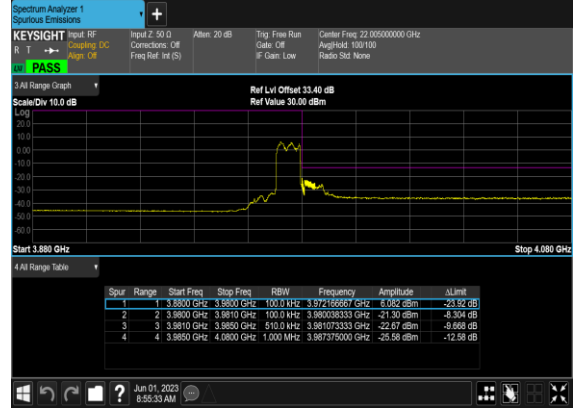 Spectrum Analyzer 1
Spurious Emissions
+
KEYSIGHT Input: RF
R T Coupling: DC
Align: Off
Input Z: 50 Ω
Corrections: Off
Freq Ref: Int (S)
Atten: 20 dB
Trig: Free Run
Gate: Off
IF Gain: Low
Center Freq: 22.005000000 GHz
Avg|Hold: 100/100
Radio Std: None
PASS
3 All Range Graph
Scale/Div 10.0 dB
Ref Lvl Offset 33.40 dB
Ref Value 30.00 dBm
Log
20.0
10.0
0.00
-10.0
-20.0
-30.0
-40.0
-50.0
-60.0
Start 3.880 GHz Stop 4.080 GHz
4 All Range Table
Spur Range Start Freq Stop Freq RBW Frequency Amplitude ΔLimit
1 1 3.8800 GHz 3.9800 GHz 100.0 kHz 3.972166667 GHz 6.082 dBm -23.92 dB
2 2 3.9800 GHz 3.9810 GHz 100.0 kHz 3.980038333 GHz -21.30 dBm -8.304 dB
3 3 3.9810 GHz 3.9850 GHz 510.0 kHz 3.981073333 GHz -22.67 dBm -9.668 dB
4 4 3.9850 GHz 4.0800 GHz 1.000 MHz 3.987375000 GHz -25.58 dBm -12.58 dB
? Jun 01, 2023
8:55:33 AM